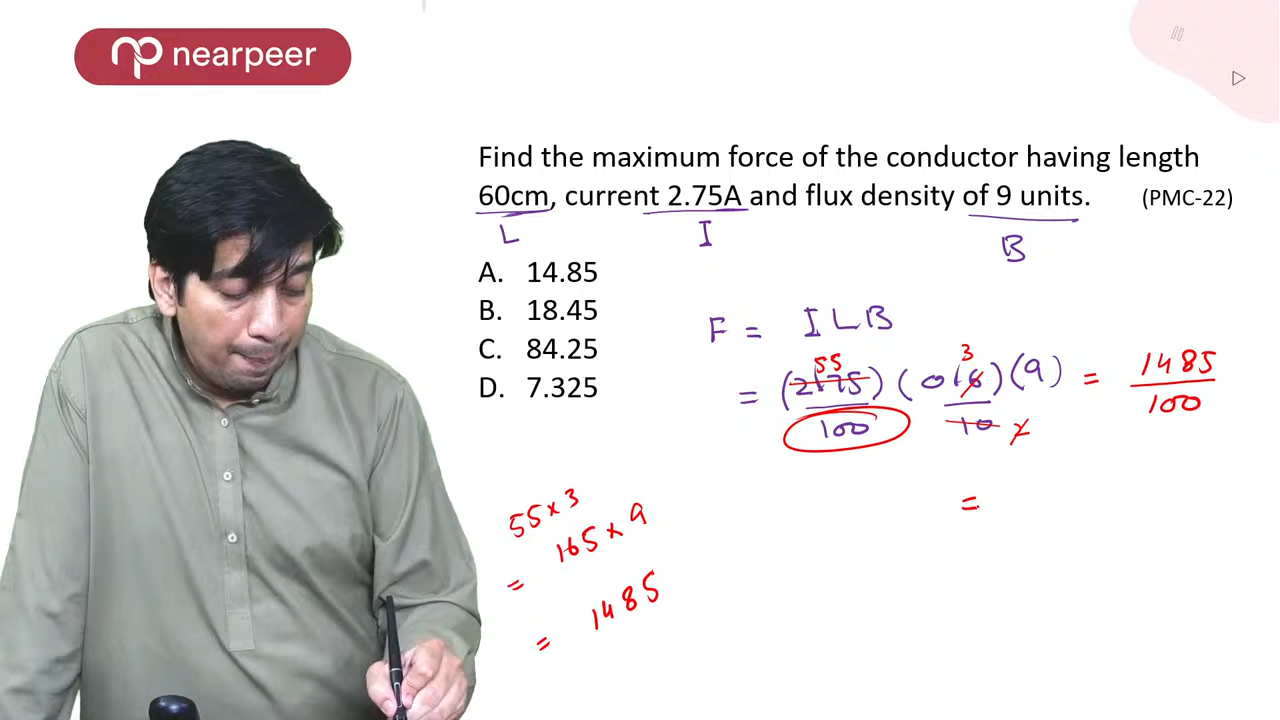 nearpeer
Find the maximum force of the conductor having length
60cm, current 2.75A and flux density of 9 units. (PMC-22)
L I B
A. 14.85
B. 18.45
C. 84.25
D. 7.325
F = ILB
55 3
= (2.75) (0.6) (9) = 1485
100 10 100
=
55 × 3
= 165 × 9
= 1485